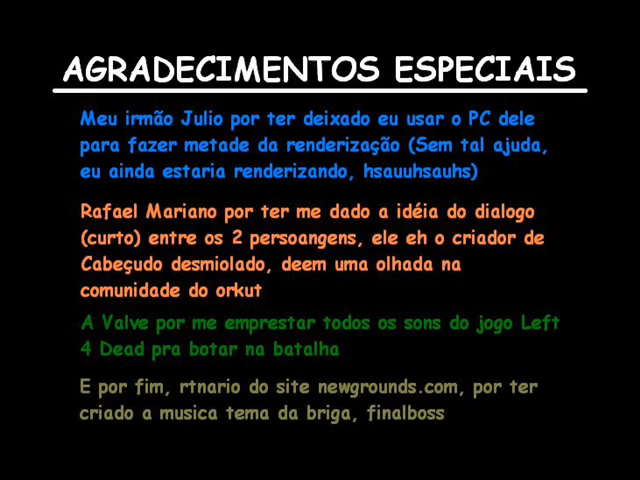 AGRADECIMENTOS ESPECIAIS
Meu irmão Julio por ter deixado eu usar o PC dele
para fazer metade da renderização (Sem tal ajuda,
eu ainda estaria renderizando, hsauuhsauhs)
Rafael Mariano por ter me dado a idéia do dialogo
(curto) entre os 2 persoangens, ele eh o criador de
Cabeçudo desmiolado, deem uma olhada na
comunidade do orkut
A Valve por me emprestar todos os sons do jogo Left
4 Dead pra botar na batalha
E por fim, rtnario do site newgrounds.com, por ter
criado a musica tema da briga, finalboss